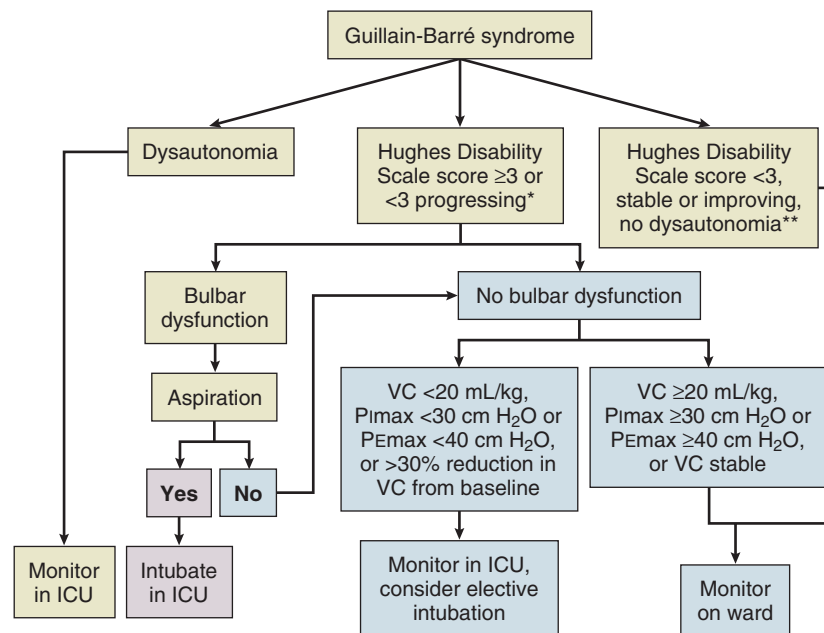 Guillain-Barré syndrome
Dysautonomia
Hughes Disability
Scale score ≥3 or
<3 progressing*
Hughes Disability
Scale score <3,
stable or improving,
no dysautonomia**
Bulbar
dysfunction
No bulbar dysfunction
Aspiration
VC <20 mL/kg,
PImax <30 cm H₂O or
PEmax <40 cm H₂O,
or >30% reduction in
VC from baseline
VC ≥20 mL/kg,
PImax ≥30 cm H₂O or
PEmax ≥40 cm H₂O,
or VC stable
Yes
No
Monitor
in ICU
Intubate
in ICU
Monitor in ICU,
consider elective
intubation
Monitor
on ward